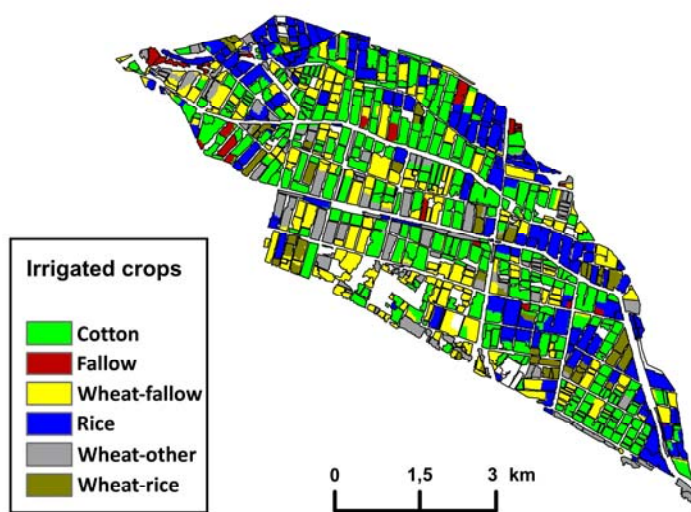 Irrigated crops
Cotton
Fallow
Wheat-fallow
Rice
Wheat-other
Wheat-rice
0 1,5 3 km